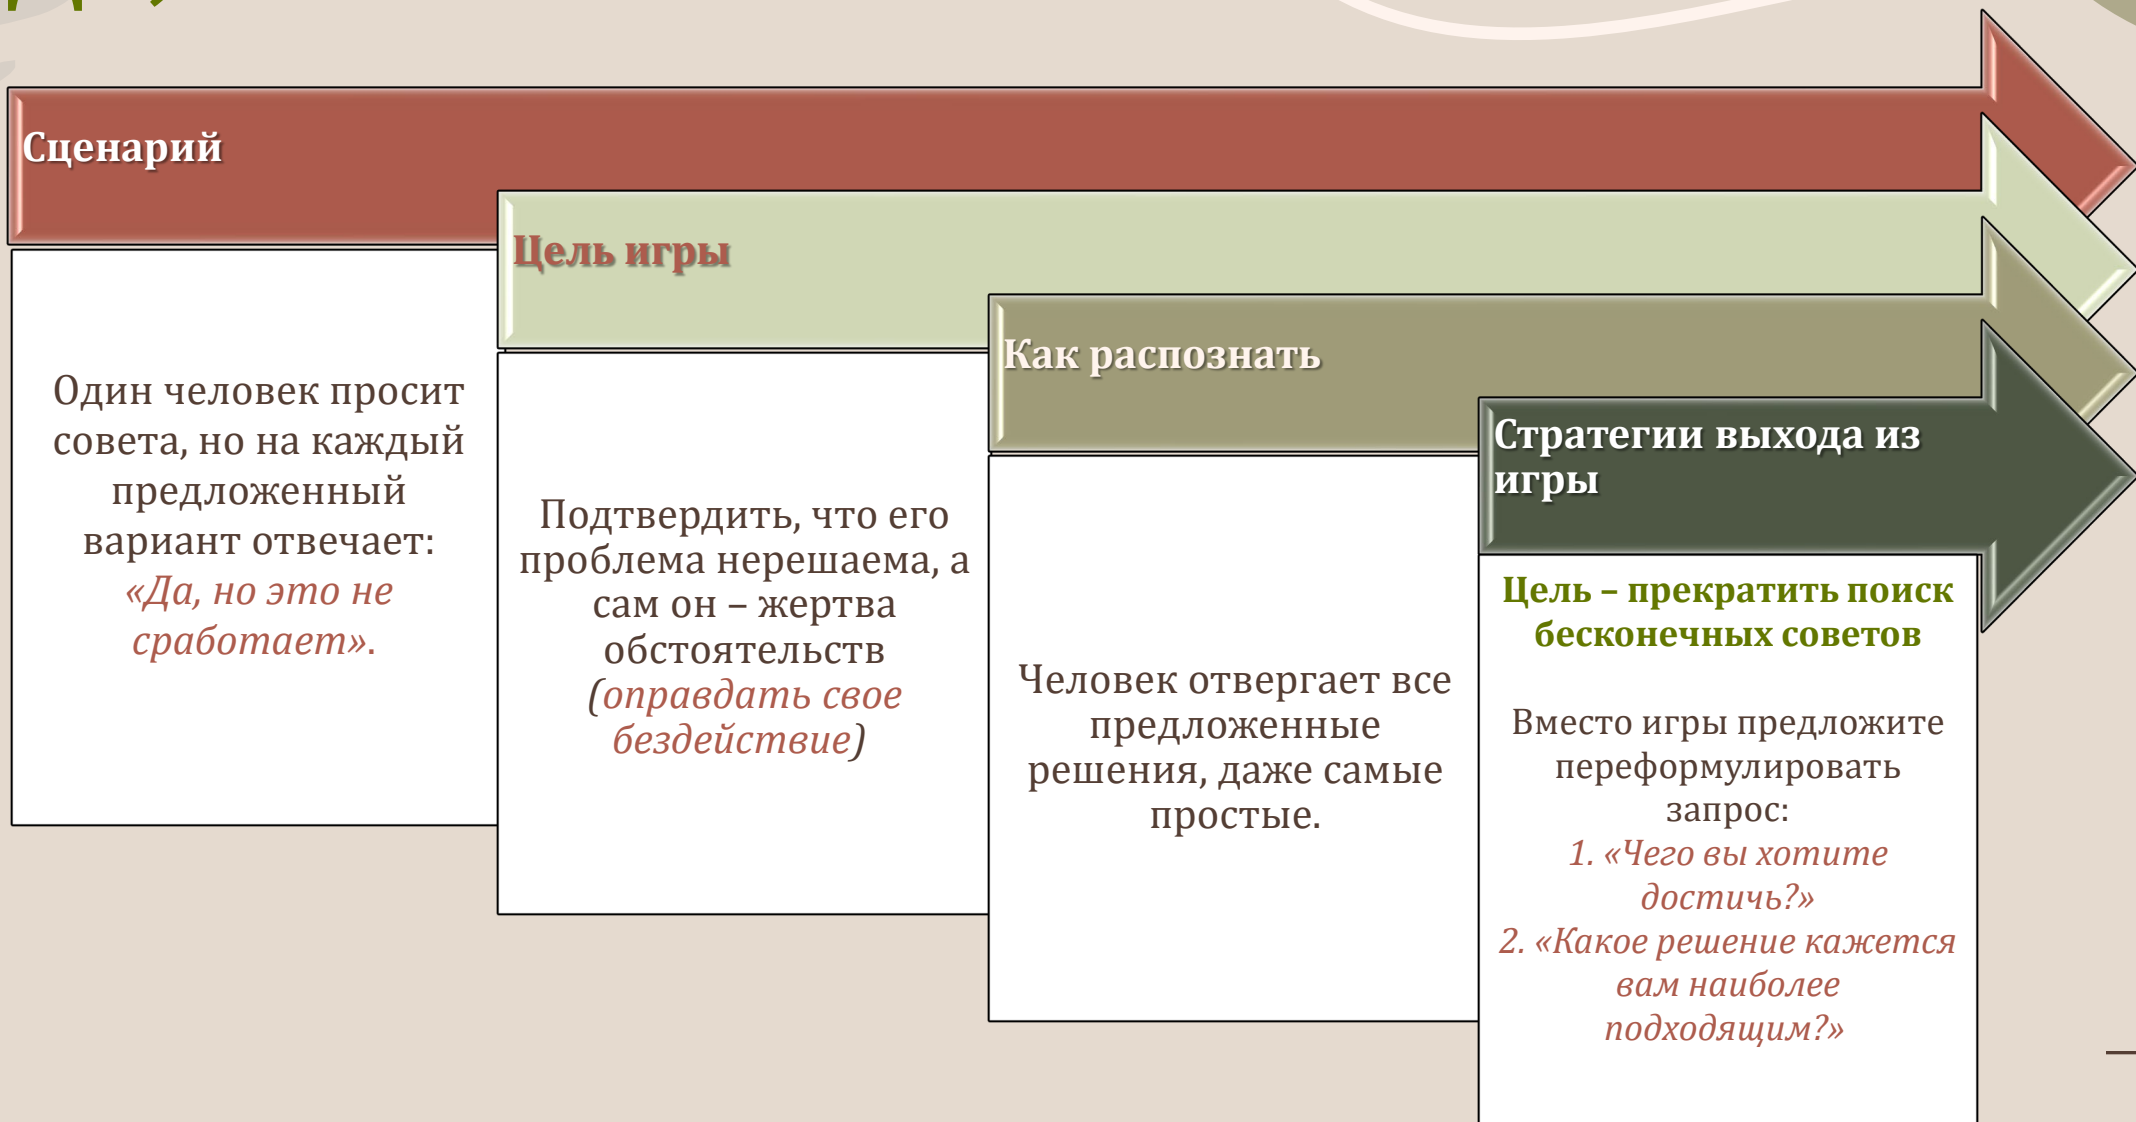 Сценарий
Один человек просит
совета, но на каждый
предложенный
вариант отвечает:
«Да, но это не
сработает».
Цель игры
Подтвердить, что его
проблема нерешаема, а
сам он – жертва
обстоятельств
(оправдать свое
бездействие)
Как распознать
Человек отвергает все
предложенные
решения, даже самые
простые.
Стратегии выхода из
игры
Цель – прекратить поиск
бесконечных советов
Вместо игры предложите
переформулировать
запрос:
1. «Чего вы хотите
достичь?»
2. «Какое решение кажется
вам наиболее
подходящим?»